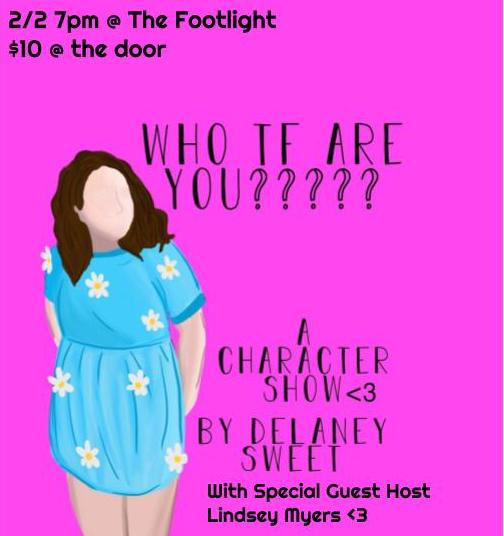 2/2 7pm @ The Footlight
$10 @ the door
WHO TF ARE
YOU?????
A
CHARACTER
SHOW<3
BY DELANEY
SWEET
With Special Guest Host
Lindsey Myers <3